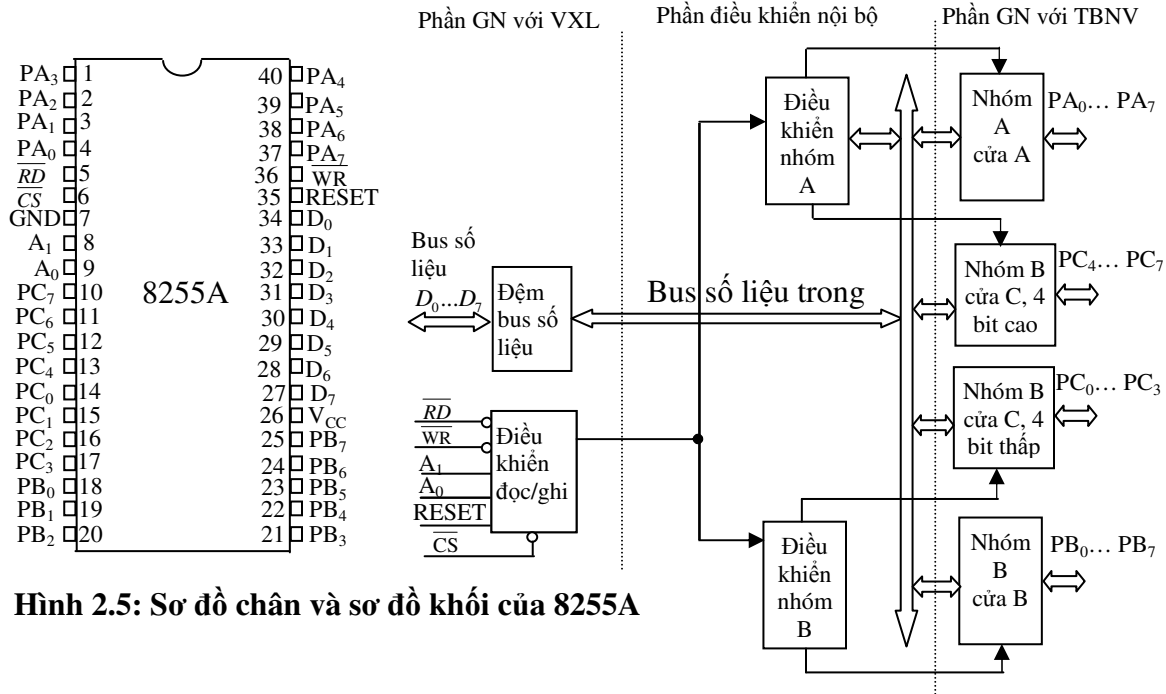 Phần GN với VXL
Phần điều khiển nội bộ
Phần GN với TBNV
PA₃ 1
PA₂ 2
PA₁ 3
PA₀ 4
R̅D̅ 5
C̅S̅ 6
GND 7
A₁ 8
A₀ 9
PC₇ 10
PC₆ 11
PC₅ 12
PC₄ 13
PC₀ 14
PC₁ 15
PC₂ 16
PC₃ 17
PB₀ 18
PB₁ 19
PB₂ 20
8255A
40 PA₄
39 PA₅
38 PA₆
37 PA₇
36 W̅R̅
35 RESET
34 D₀
33 D₁
32 D₂
31 D₃
30 D₄
29 D₅
28 D₆
27 D₇
26 V_CC
25 PB₇
24 PB₆
23 PB₅
22 PB₄
21 PB₃
Bus số
liệu
D₀...D₇
Đệm
bus số
liệu
R̅D̅
W̅R̅
A₁
A₀
RESET
C̅S̅
Điều
khiển
đọc/ghi
Bus số liệu trong
Điều
khiển
nhóm
A
Điều
khiển
nhóm
B
Nhóm
A
cửa A
PA₀... PA₇
Nhóm B
cửa C, 4
bit cao
PC₄... PC₇
Nhóm B
cửa C, 4
bit thấp
PC₀... PC₃
Nhóm
B
cửa B
PB₀... PB₇
Hình 2.5: Sơ đồ chân và sơ đồ khối của 8255A